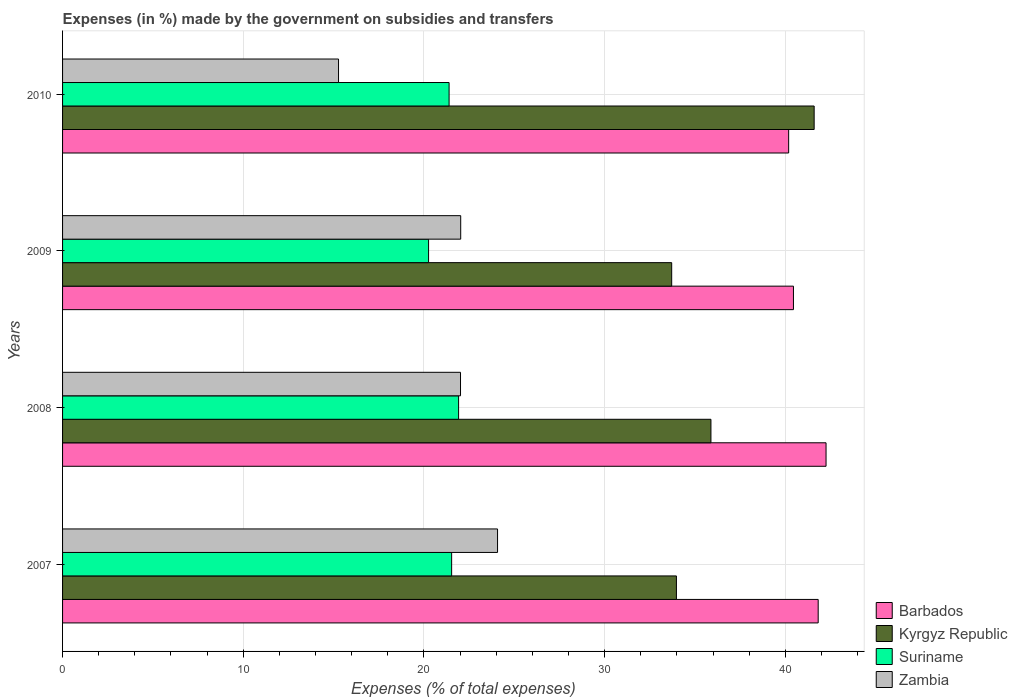 Expenses (in %) made by the government on subsidies and transfers
2010
2009
2008
2007
Years
0
10
20
30
40
Expenses (% of total expenses)
Barbados
Kyrgyz Republic
Suriname
Zambia